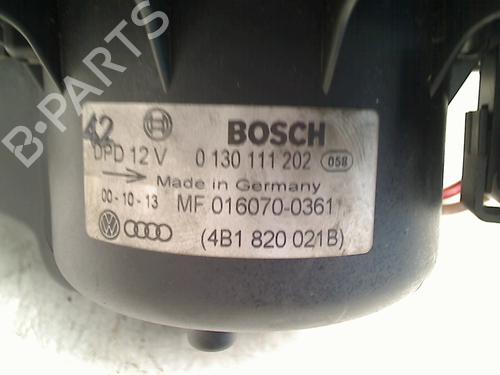 42
BOSCH
DPD 12 V 0 130 111 202 058
Made in Germany
00-10-13 MF 016070-0361
(4B1 820 021B)
B-PARTS